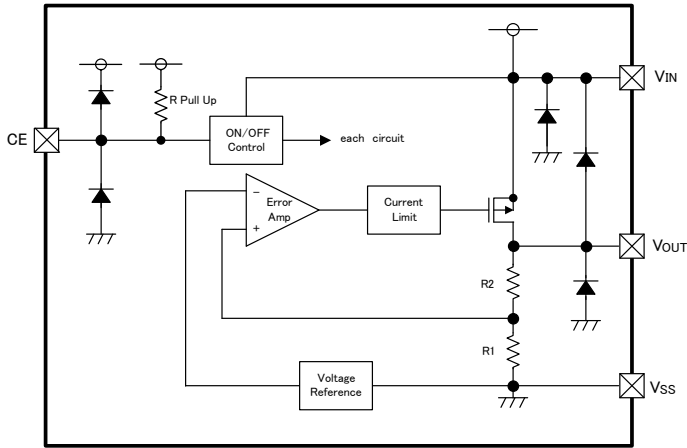 VIN
R Pull Up
CE
ON/OFF
Control
each circuit
−
Error
Amp
+
Current
Limit
VOUT
R2
R1
Voltage
Reference
VSS